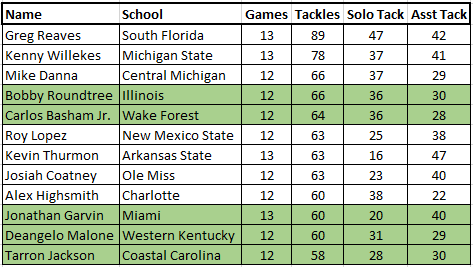 Name School Games Tackles Solo Tack Asst Tack
Greg Reaves South Florida 13 89 47 42
Kenny Willekes Michigan State 13 78 37 41
Mike Danna Central Michigan 12 66 37 29
Bobby Roundtree Illinois 12 66 36 30
Carlos Basham Jr. Wake Forest 12 64 36 28
Roy Lopez New Mexico State 12 63 25 38
Kevin Thurmon Arkansas State 13 63 16 47
Josiah Coatney Ole Miss 12 63 23 40
Alex Highsmith Charlotte 12 60 38 22
Jonathan Garvin Miami 13 60 20 40
Deangelo Malone Western Kentucky 12 60 31 29
Tarron Jackson Coastal Carolina 12 58 28 30